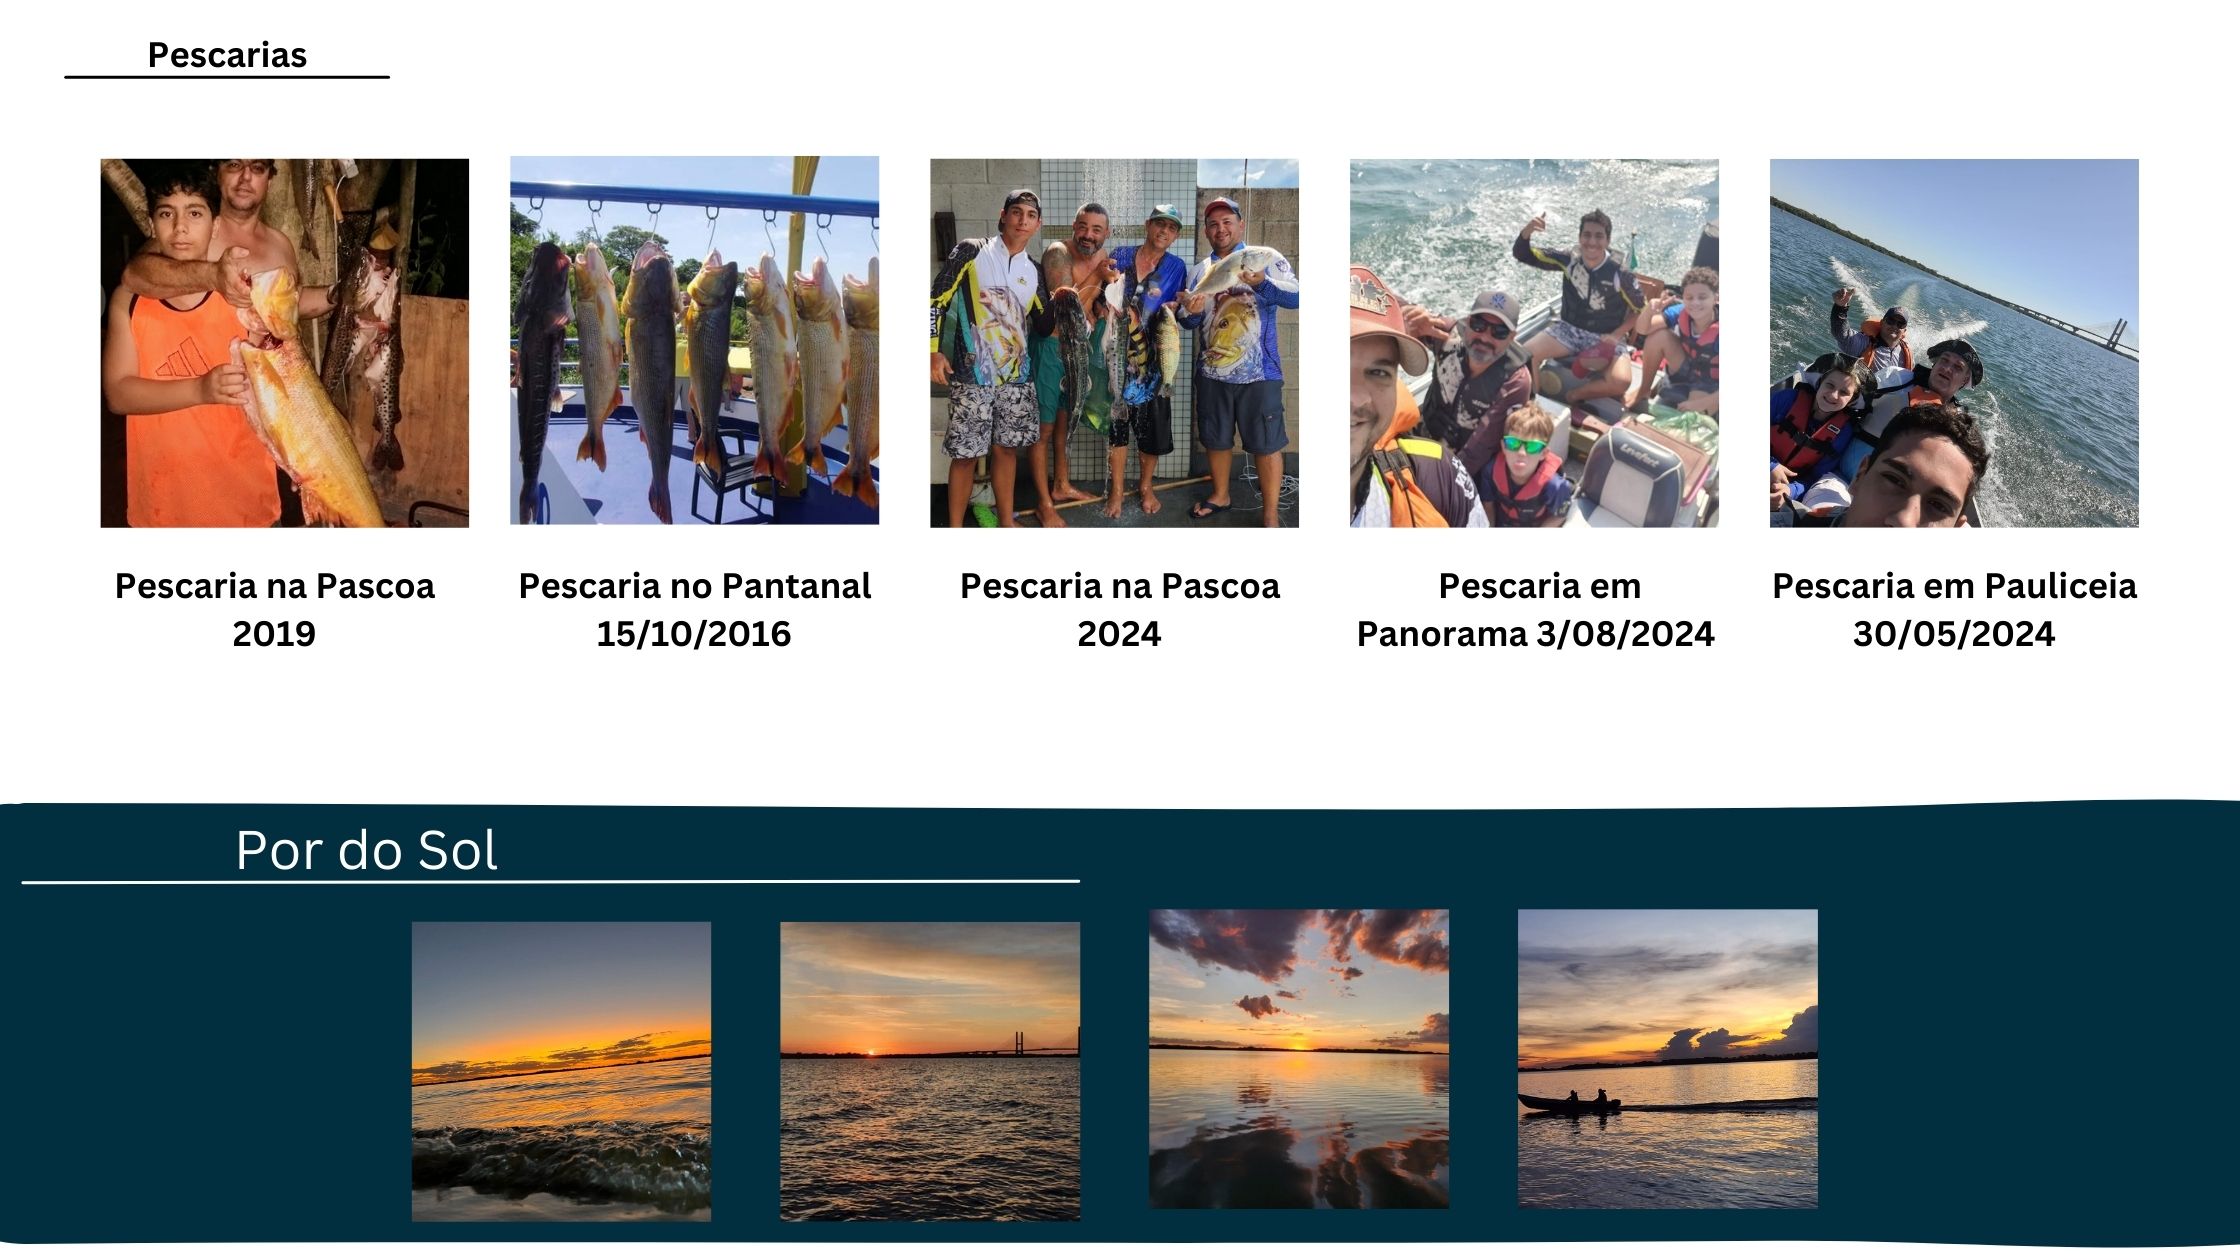 Pescarias
Levefort
Pescaria na Pascoa
2019
Pescaria no Pantanal
15/10/2016
Pescaria na Pascoa
2024
Pescaria em
Panorama 3/08/2024
Pescaria em Pauliceia
30/05/2024
Por do Sol